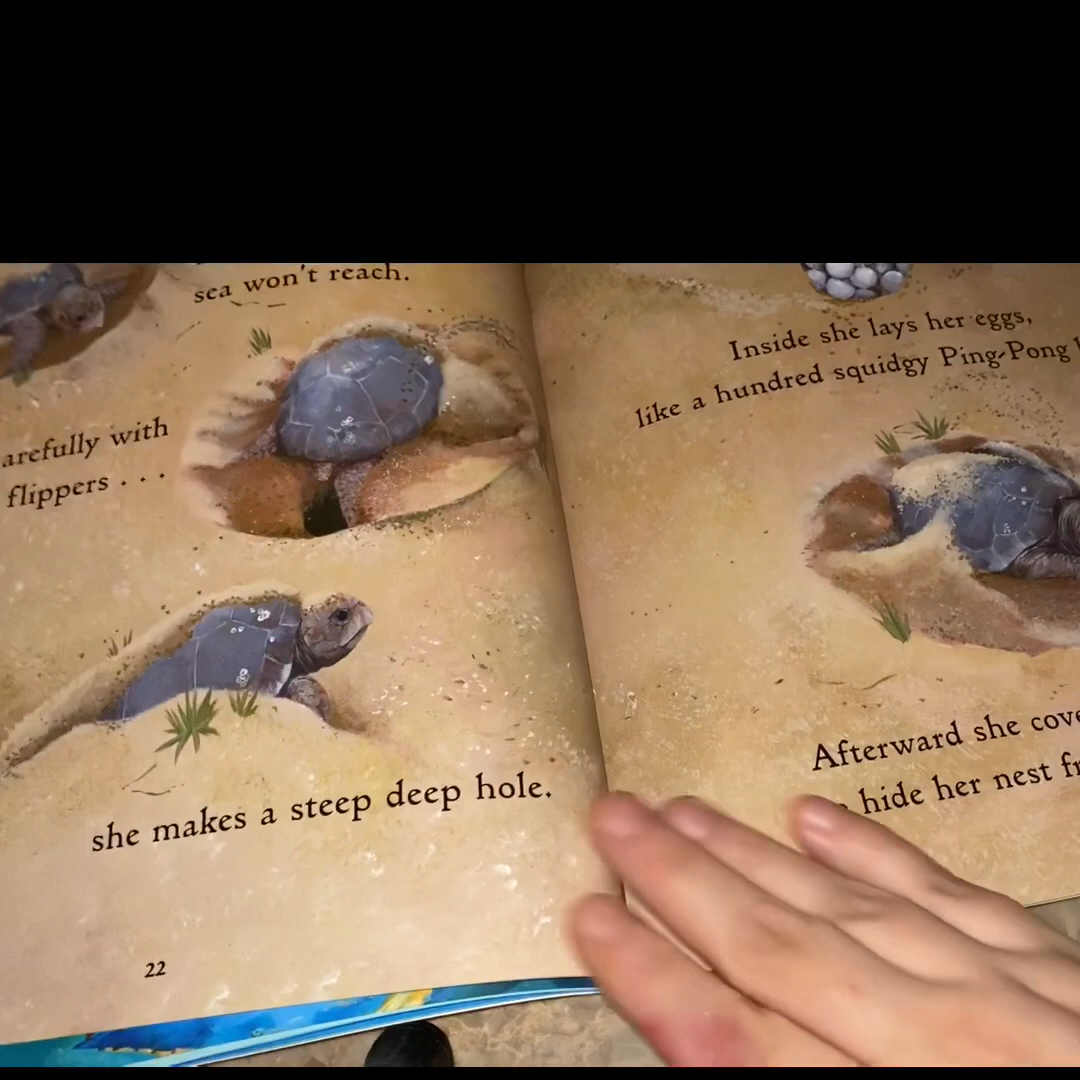 sea won't reach.
arefully with
flippers . . .
she makes a steep deep hole.
22
Inside she lays her eggs,
like a hundred squidgy Ping-Pong
Afterward she cove
hide her nest fr